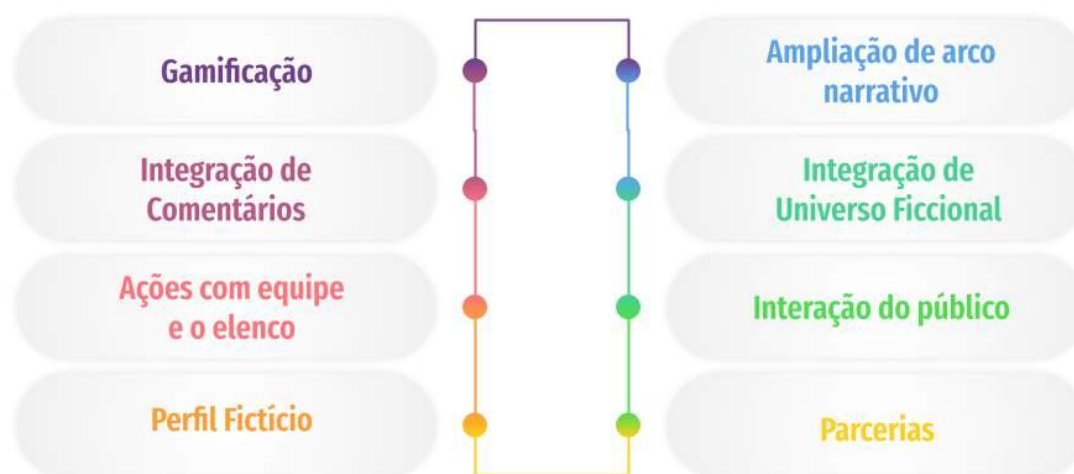 Gamificação
Integração de
Comentários
Ações com equipe
e o elenco
Perfil Fictício
Ampliação de arco
narrativo
Integração de
Universo Ficcional
Interação do público
Parcerias